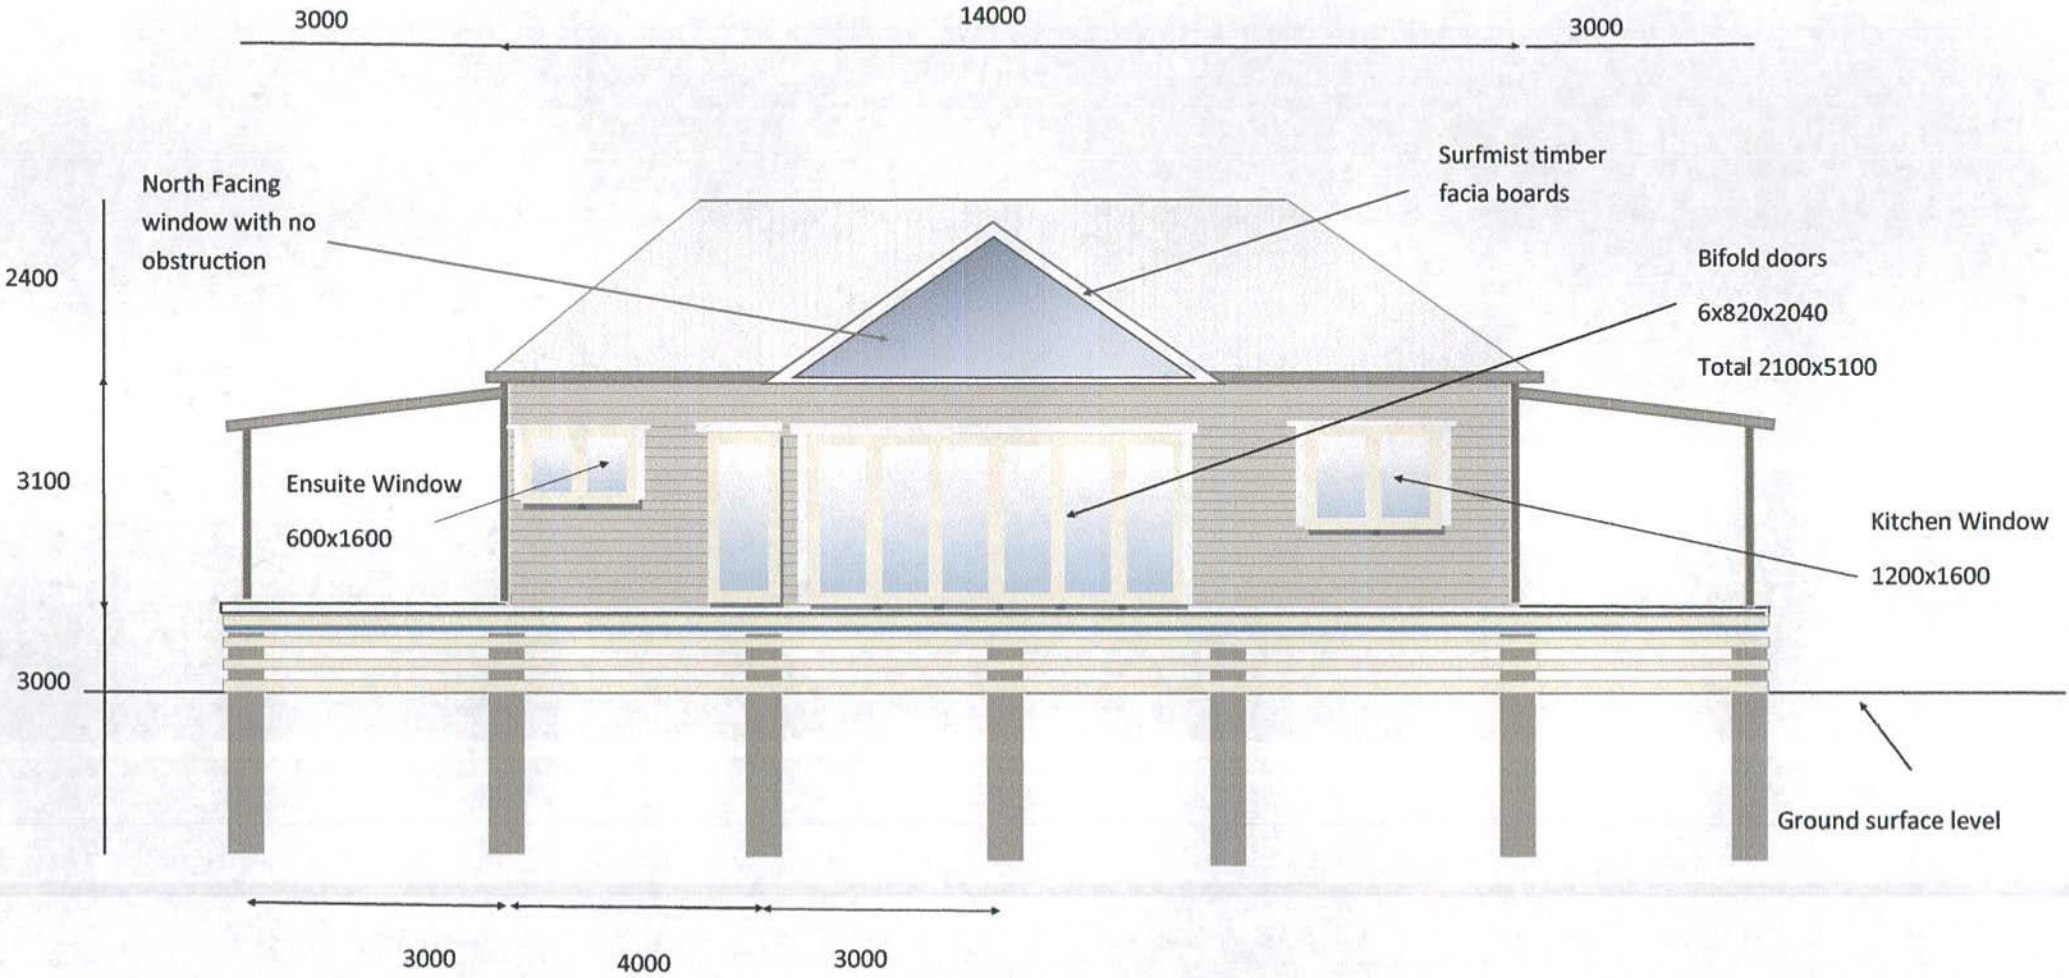 3000
14000
3000
North Facing
window with no
obstruction
Surfmist timber
facia boards
2400
Bifold doors
6x820x2040
Total 2100x5100
3100
Ensuite Window
600x1600
Kitchen Window
1200x1600
3000
Ground surface level
3000
4000
3000